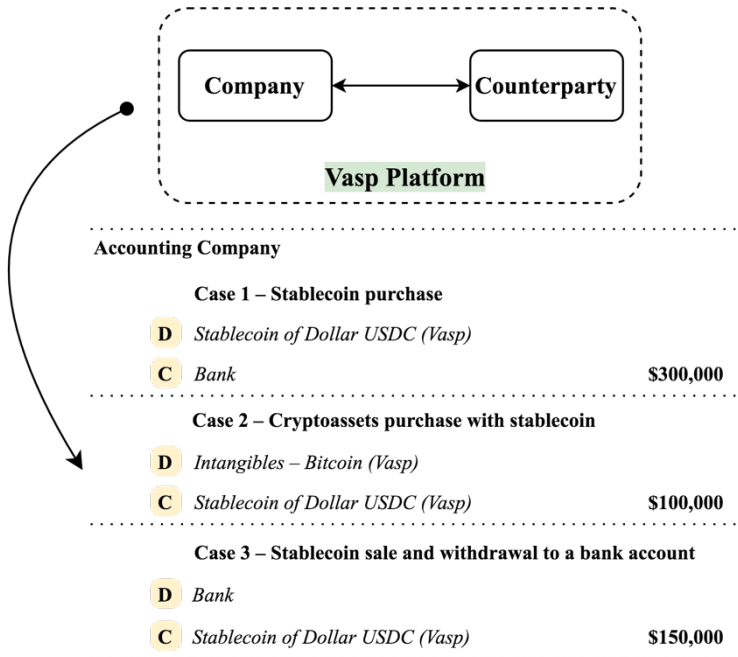 Company
Counterparty
Vasp Platform
Accounting Company
Case 1 – Stablecoin purchase
D Stablecoin of Dollar USDC (Vasp)
C Bank $300,000
Case 2 – Cryptoassets purchase with stablecoin
D Intangibles – Bitcoin (Vasp)
C Stablecoin of Dollar USDC (Vasp) $100,000
Case 3 – Stablecoin sale and withdrawal to a bank account
D Bank
C Stablecoin of Dollar USDC (Vasp) $150,000